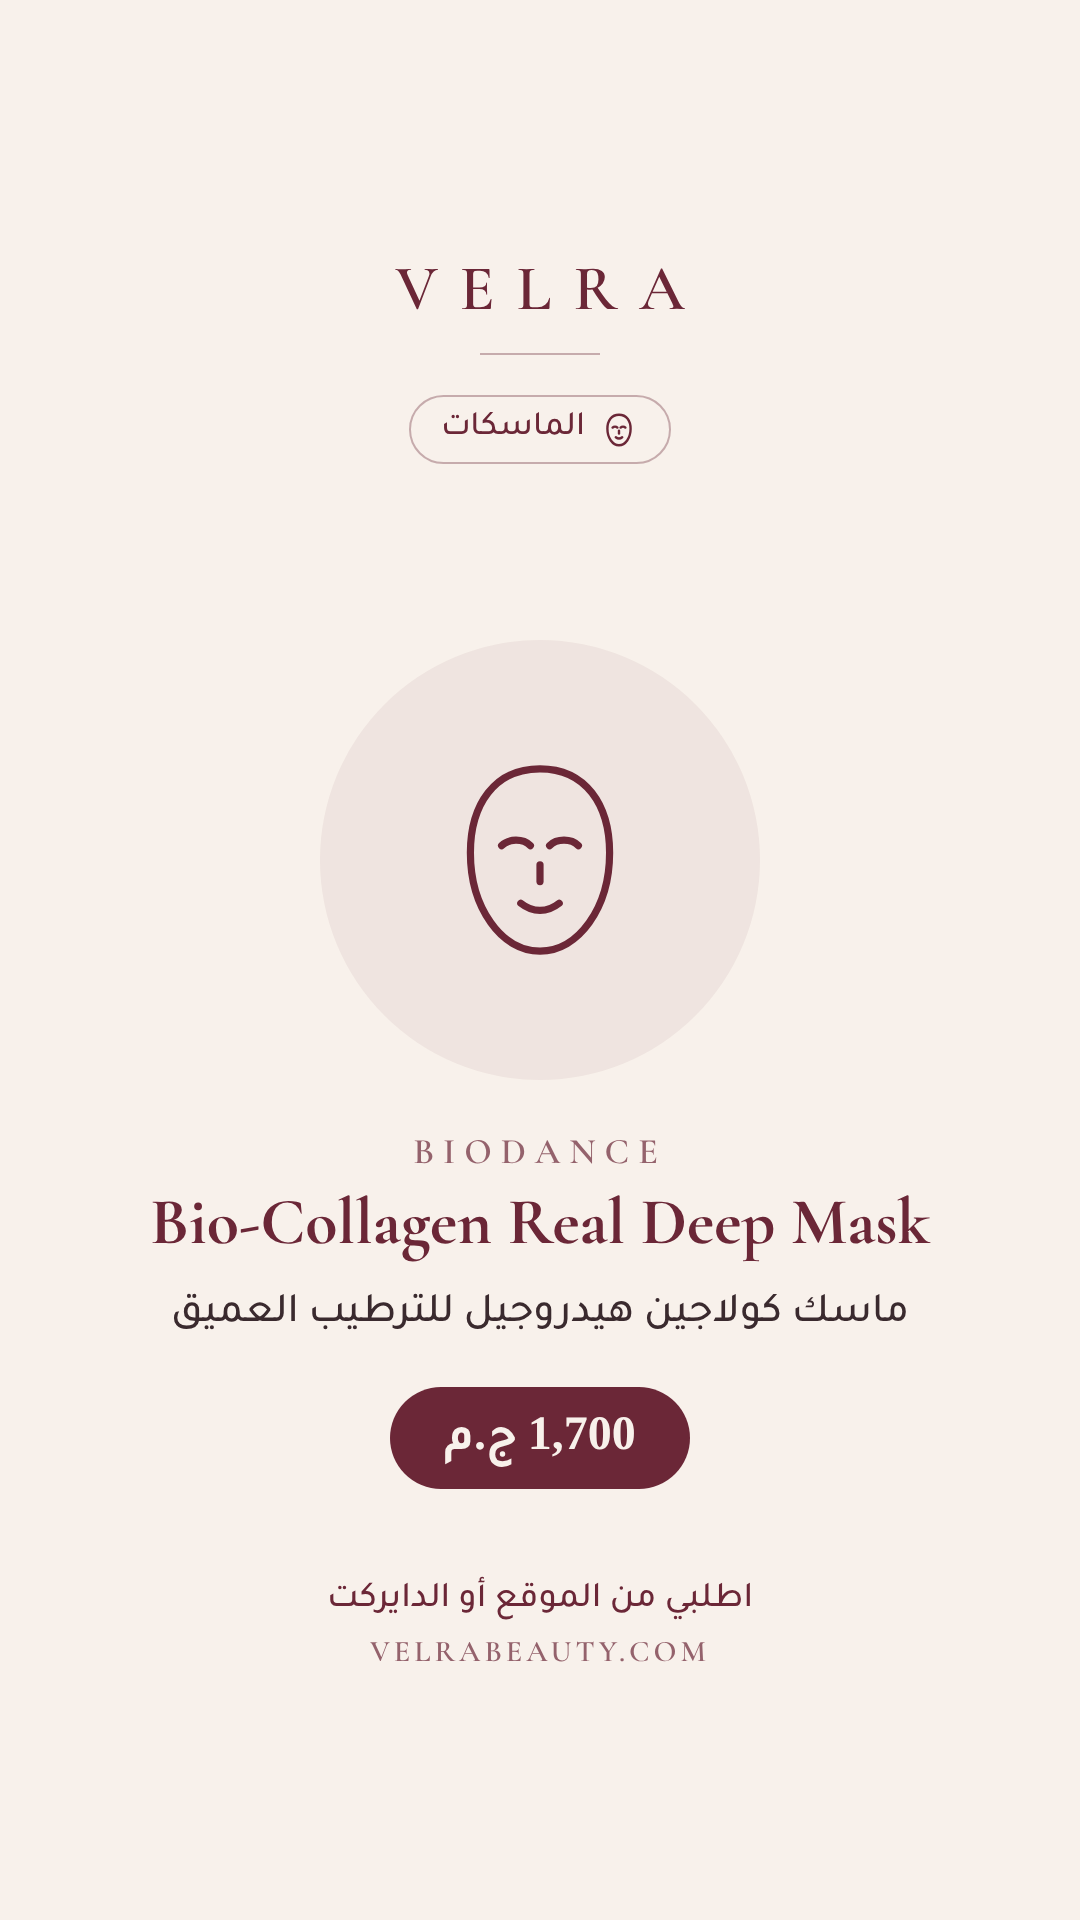 VELRA
الماسكات
BIODANCE
Bio-Collagen Real Deep Mask
ماسك كولاجين هيدروجيل للترطيب العميق
1,700 ج.م
اطلبي من الموقع أو الدايركت
VELRABEAUTY.COM